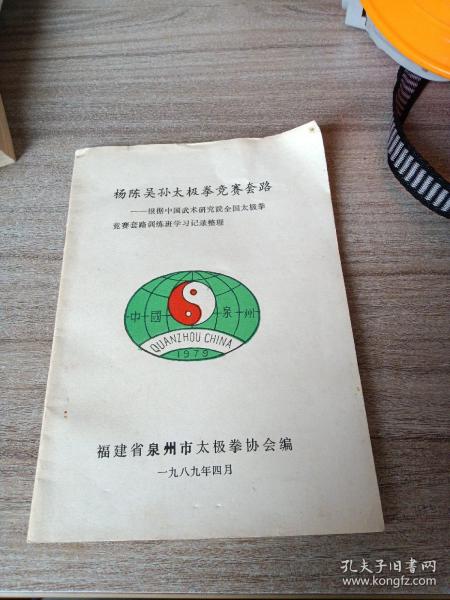 杨陈吴孙太极拳竞赛套路
——根据中国武术研究院全国太极拳
竞赛套路训练班学习记录整理
中國泉州
QUANZHOU CHINA
1979
福建省泉州市太极拳协会编
一九八九年四月
孔夫子旧书网
www.kongfz.com